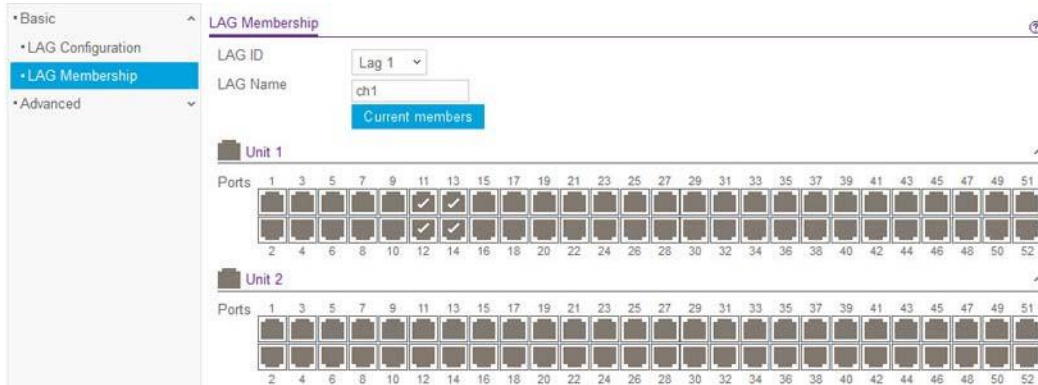 Basic
LAG Configuration
LAG Membership
Advanced
LAG Membership
LAG ID
Lag 1
LAG Name
ch1
Current members
Unit 1
Ports 1 3 5 7 9 11 13 15 17 19 21 23 25 27 29 31 33 35 37 39 41 43 45 47 49 51
2 4 6 8 10 12 14 16 18 20 22 24 26 28 30 32 34 36 38 40 42 44 46 48 50 52
Unit 2
Ports 1 3 5 7 9 11 13 15 17 19 21 23 25 27 29 31 33 35 37 39 41 43 45 47 49 51
2 4 6 8 10 12 14 16 18 20 22 24 26 28 30 32 34 36 38 40 42 44 46 48 50 52